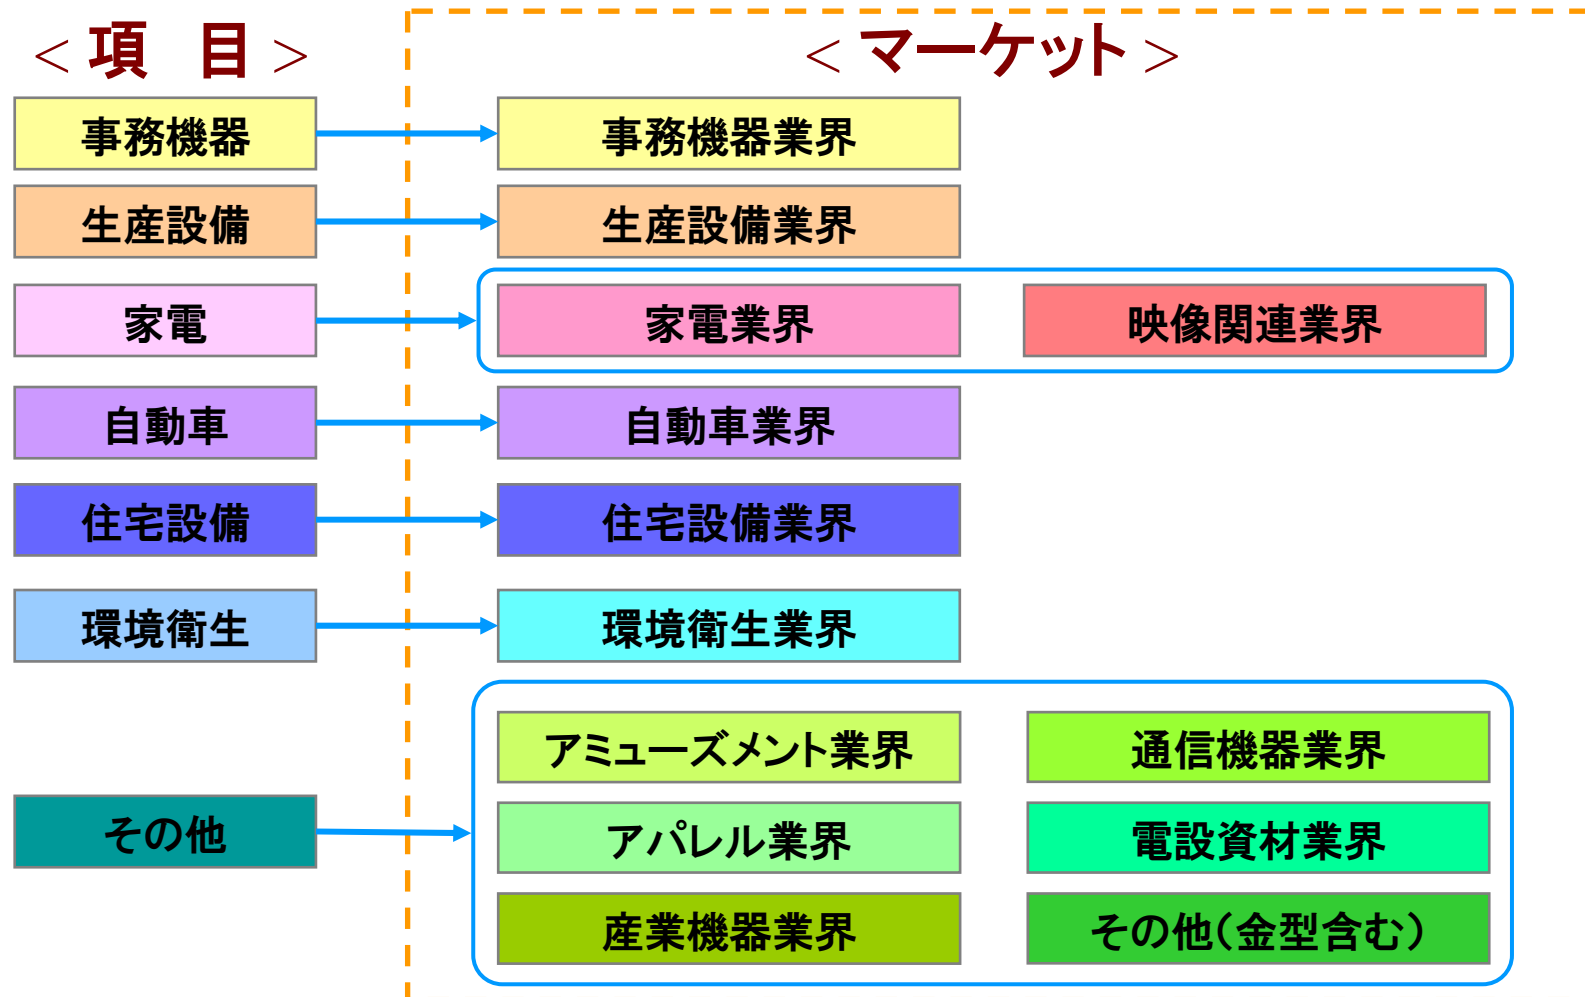 <項　目>
<マーケット>
事務機器
事務機器業界
生産設備
生産設備業界
家電
家電業界
映像関連業界
自動車
自動車業界
住宅設備
住宅設備業界
環境衛生
環境衛生業界
その他
アミューズメント業界
通信機器業界
アパレル業界
電設資材業界
産業機器業界
その他(金型含む)